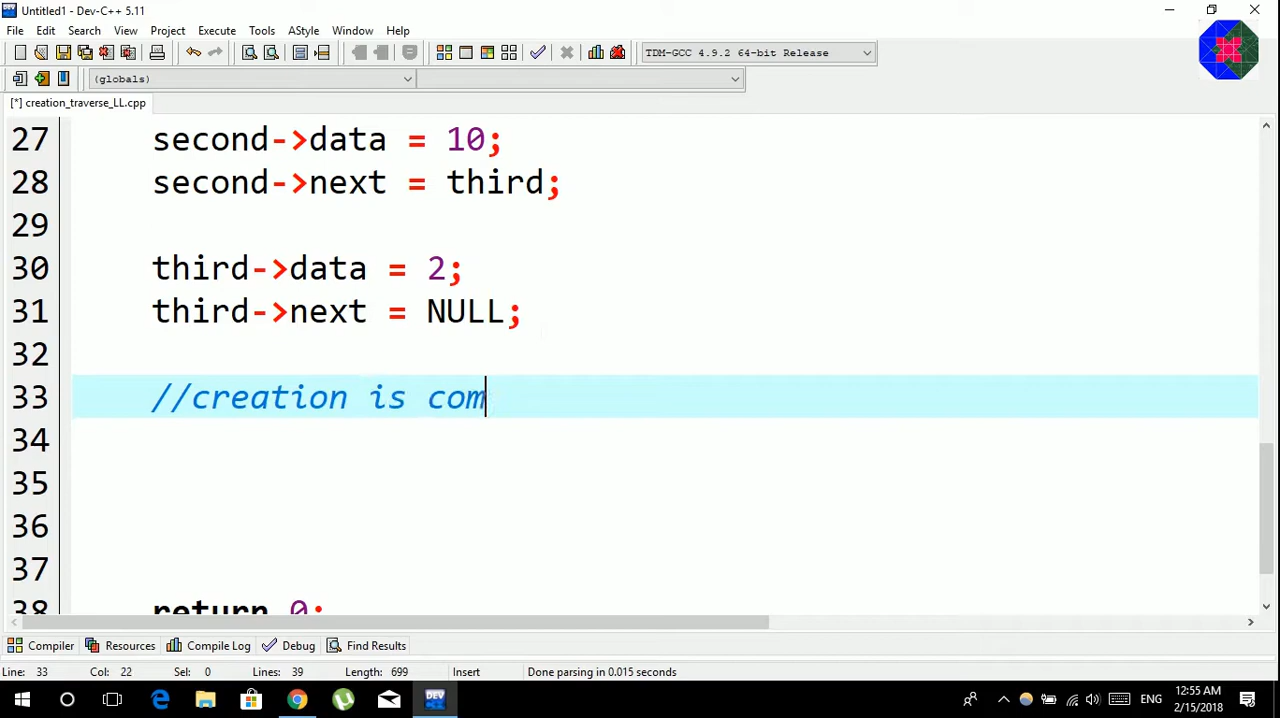 Untitled1 - Dev-C++ 5.11
File Edit Search View Project Execute Tools AStyle Window Help
TDM-GCC 4.9.2 64-bit Release
(globals)
[*] creation_traverse_LL.cpp
27 second->data = 10;
28 second->next = third;
29
30 third->data = 2;
31 third->next = NULL;
32
33 //creation is com
34
35
36
37
38 return 0;
Compiler Resources Compile Log Debug Find Results
Line: 33 Col: 22 Sel: 0 Lines: 39 Length: 699 Insert Done parsing in 0.015 seconds
DEV ENG 12:55 AM
2/15/2018